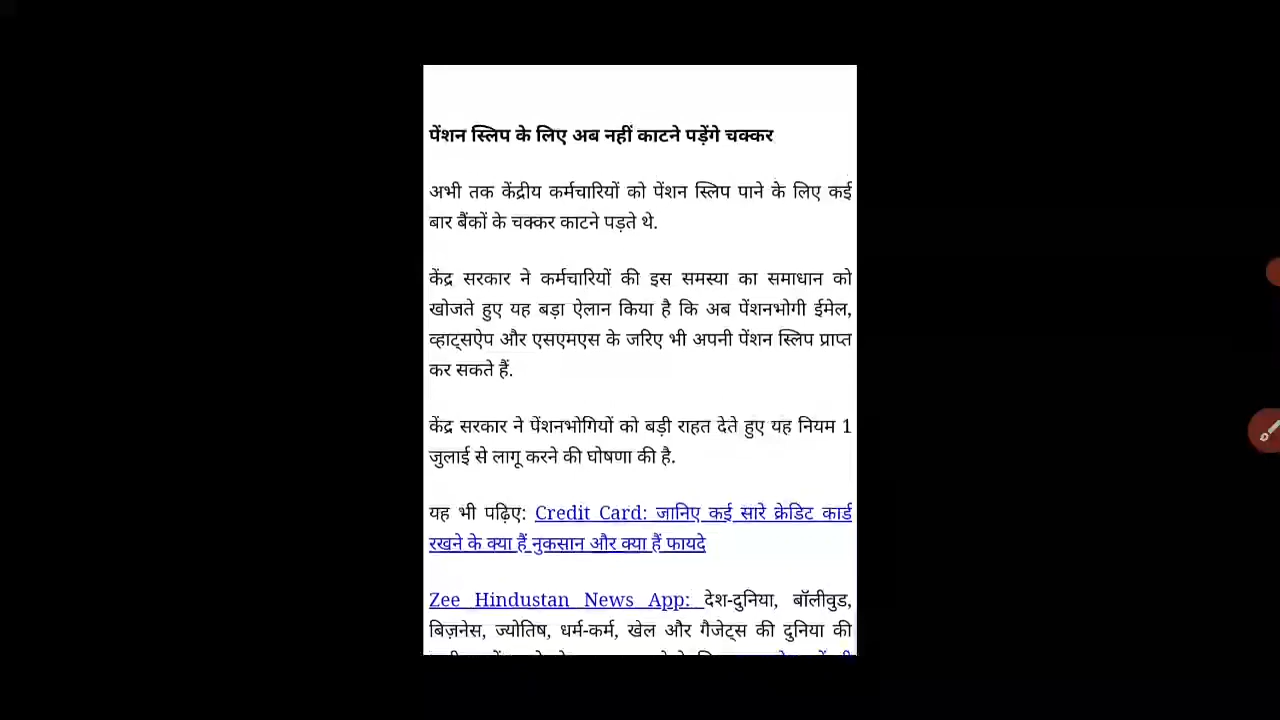 पेंशन स्लिप के लिए अब नहीं काटने पड़ेंगे चक्कर
अभी तक केंद्रीय कर्मचारियों को पेंशन स्लिप पाने के लिए कई
बार बैंकों के चक्कर काटने पड़ते थे.
केंद्र सरकार ने कर्मचारियों की इस समस्या का समाधान को
खोजते हुए यह बड़ा ऐलान किया है कि अब पेंशनभोगी ईमेल,
व्हाट्सऐप और एसएमएस के जरिए भी अपनी पेंशन स्लिप प्राप्त
कर सकते हैं.
केंद्र सरकार ने पेंशनभोगियों को बड़ी राहत देते हुए यह नियम 1
जुलाई से लागू करने की घोषणा की है.
यह भी पढ़िए: Credit Card: जानिए कई सारे क्रेडिट कार्ड
रखने के क्या हैं नुकसान और क्या हैं फायदे
Zee Hindustan News App: देश-दुनिया, बॉलीवुड,
बिज़नेस, ज्योतिष, धर्म-कर्म, खेल और गैजेट्स की दुनिया की